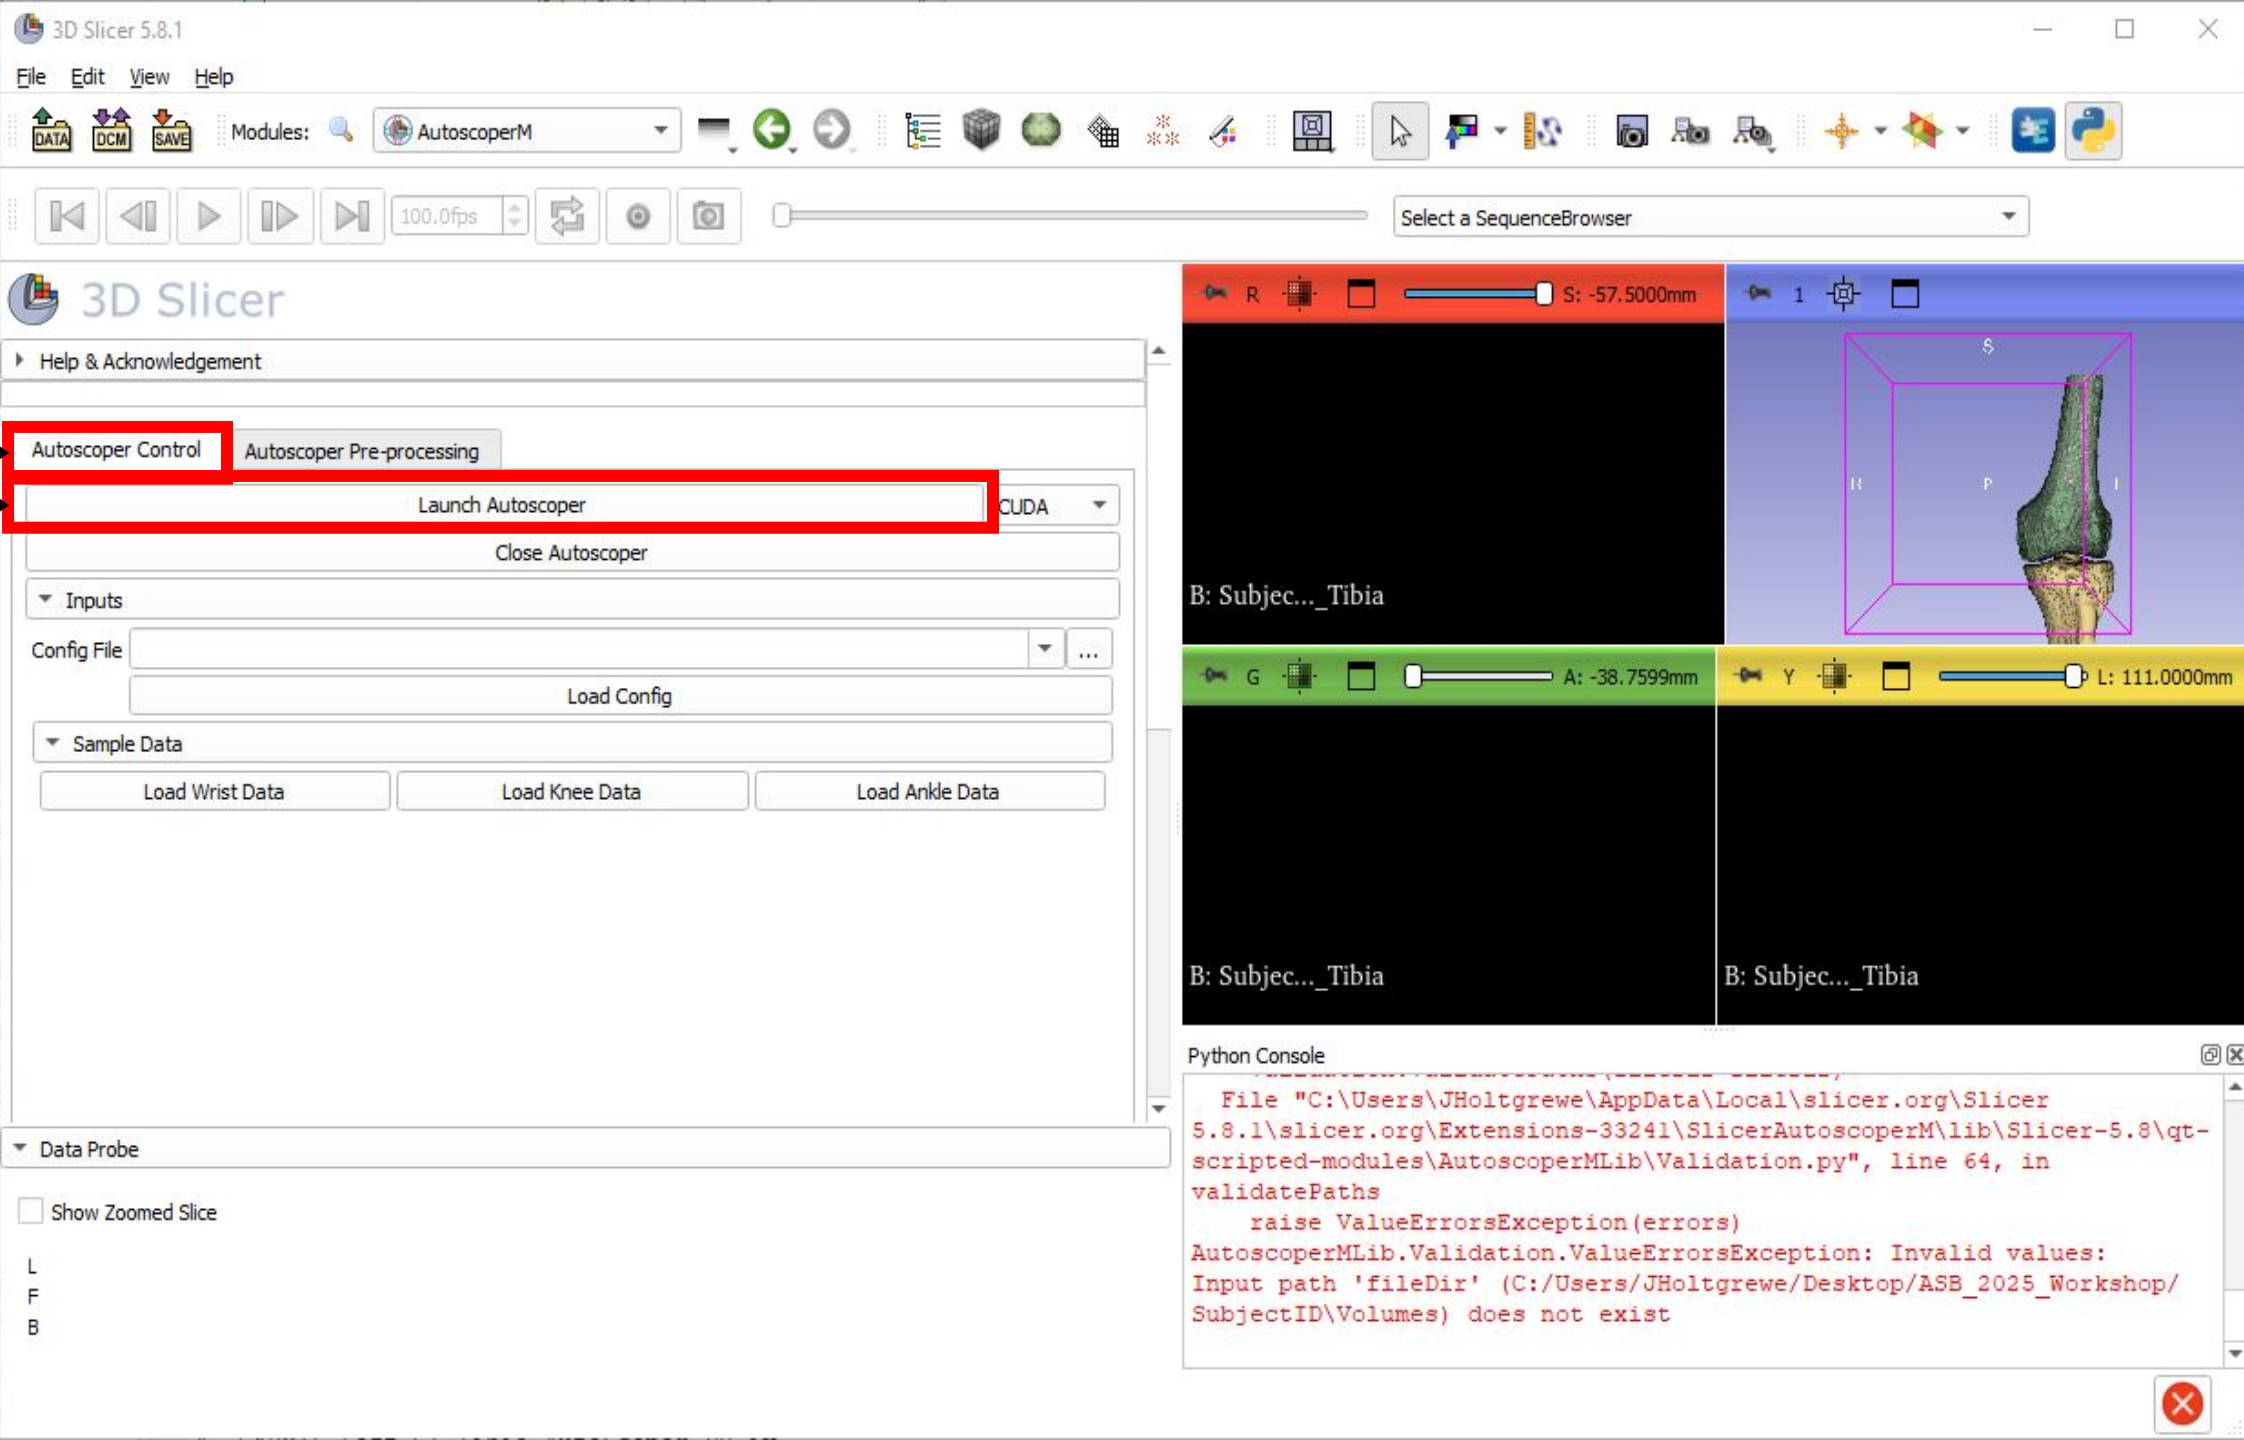 3D Slicer 5.8.1
File Edit View Help
DATA DCM SAVE Modules: AutoscoperM
100.0fps Select a SequenceBrowser
3D Slicer
Help & Acknowledgement
Autoscoper Control Autoscoper Pre-processing
Launch Autoscoper CUDA
Close Autoscoper
Inputs
Config File ...
Load Config
Sample Data
Load Wrist Data Load Knee Data Load Ankle Data
Data Probe
Show Zoomed Slice
L
F
B
R S: -57.5000mm
B: Subjec..._Tibia
1
S
R P L
G A: -38.7599mm
B: Subjec..._Tibia
Y L: 111.0000mm
B: Subjec..._Tibia
Python Console
File "C:\Users\JHoltgrewe\AppData\Local\slicer.org\Slicer
5.8.1\slicer.org\Extensions-33241\SlicerAutoscoperM\lib\Slicer-5.8\qt-
scripted-modules\AutoscoperMLib\Validation.py", line 64, in
validatePaths
raise ValueErrorsException(errors)
AutoscoperMLib.Validation.ValueErrorsException: Invalid values:
Input path 'fileDir' (C:/Users/JHoltgrewe/Desktop/ASB_2025_Workshop/
SubjectID\Volumes) does not exist